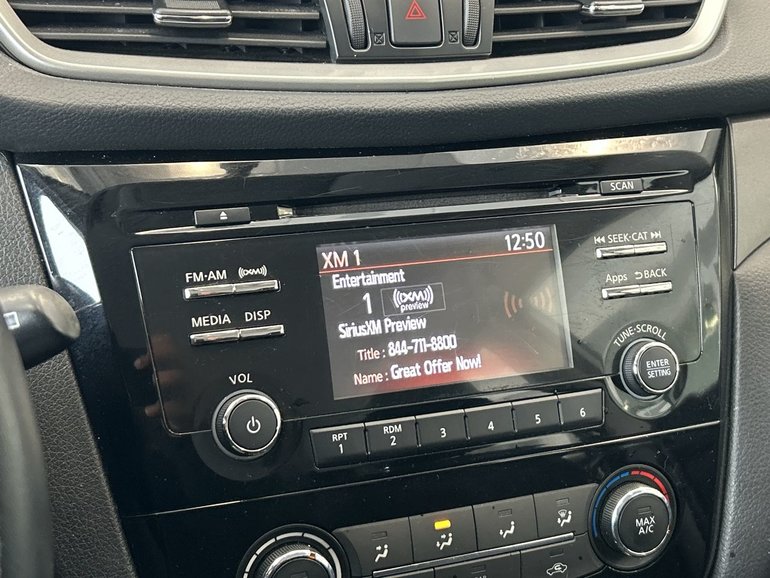 SCAN
FM·AM ((XM))
MEDIA DISP
VOL
XM 1 12:50
Entertainment
1 ((XM))
preview
SiriusXM Preview
Title : 844-711-8800
Name : Great Offer Now!
SEEK·CAT
Apps BACK
TUNE·SCROLL
ENTER
SETTING
RPT
1
RDM
2
3
4
5
6
MAX
A/C